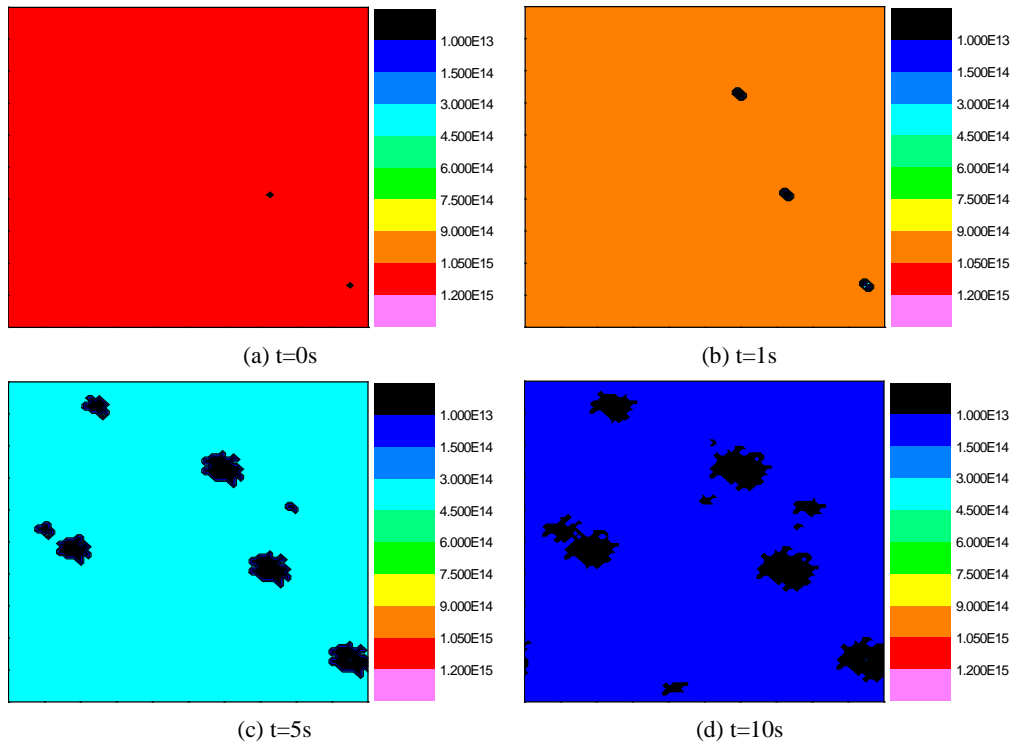 1.000E13
1.500E14
3.000E14
4.500E14
6.000E14
7.500E14
9.000E14
1.050E15
1.200E15
(a) t=0s
1.000E13
1.500E14
3.000E14
4.500E14
6.000E14
7.500E14
9.000E14
1.050E15
1.200E15
(b) t=1s
1.000E13
1.500E14
3.000E14
4.500E14
6.000E14
7.500E14
9.000E14
1.050E15
1.200E15
(c) t=5s
1.000E13
1.500E14
3.000E14
4.500E14
6.000E14
7.500E14
9.000E14
1.050E15
1.200E15
(d) t=10s